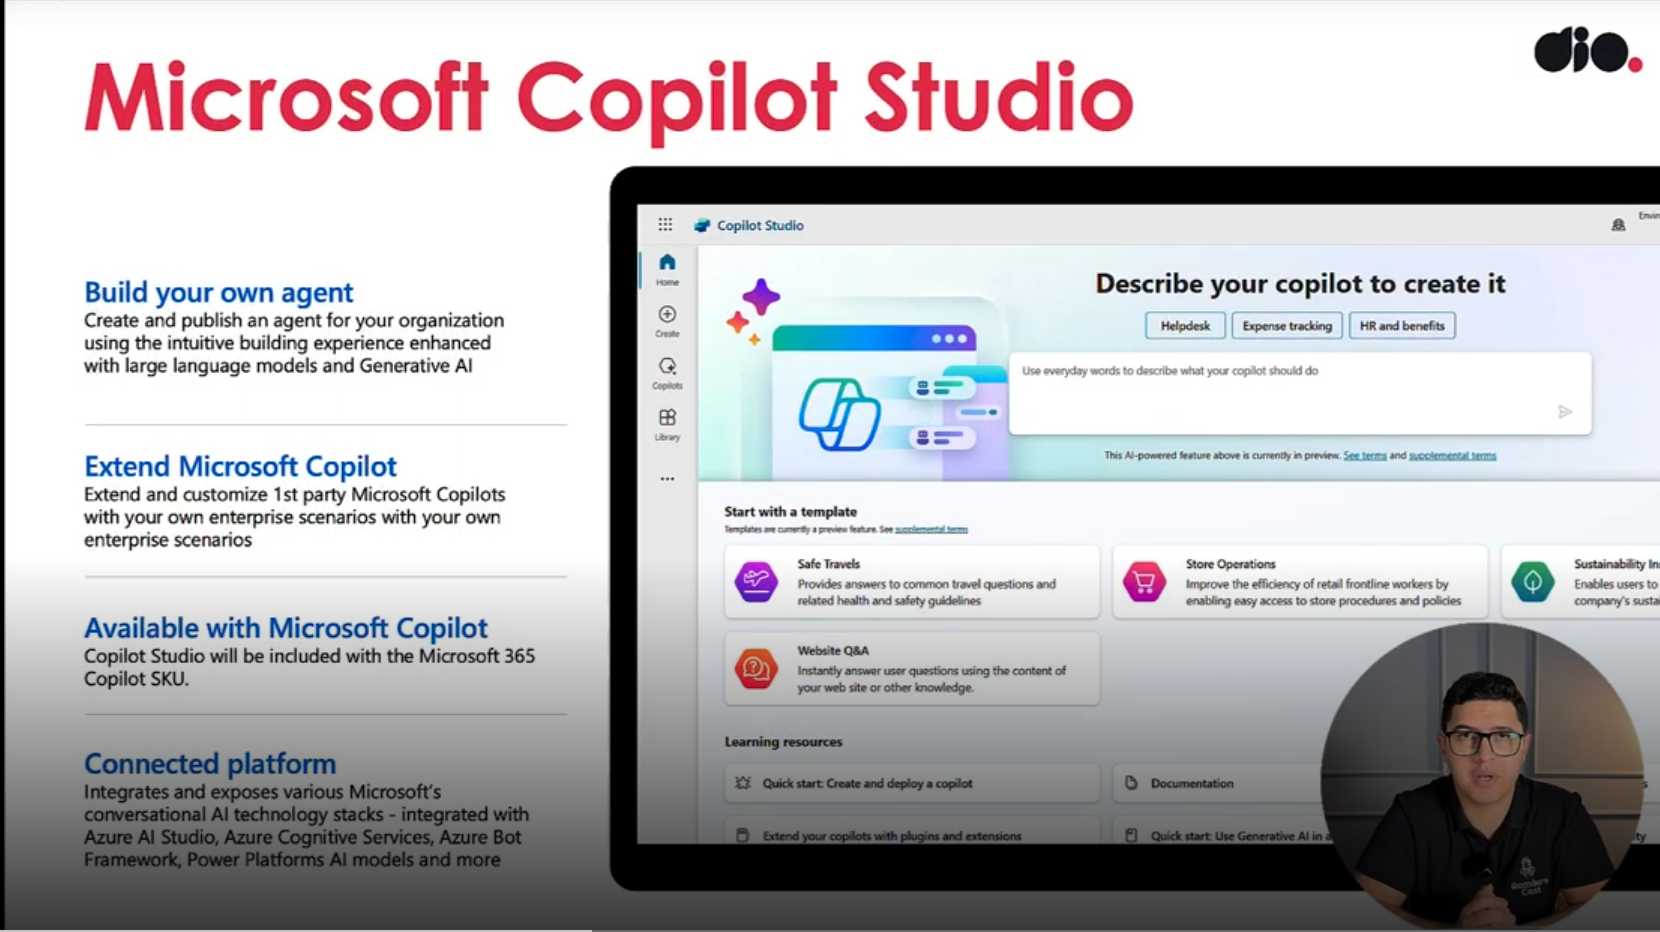 dio.
Microsoft Copilot Studio
Build your own agent
Create and publish an agent for your organization
using the intuitive building experience enhanced
with large language models and Generative AI
Extend Microsoft Copilot
Extend and customize 1st party Microsoft Copilots
with your own enterprise scenarios with your own
enterprise scenarios
Available with Microsoft Copilot
Copilot Studio will be included with the Microsoft 365
Copilot SKU.
Connected platform
Integrates and exposes various Microsoft's
conversational AI technology stacks - integrated with
Azure AI Studio, Azure Cognitive Services, Azure Bot
Framework, Power Platforms AI models and more
Copilot Studio
Home
Create
Copilots
Library
Describe your copilot to create it
Helpdesk
Expense tracking
HR and benefits
Use everyday words to describe what your copilot should do
This AI-powered feature above is currently in preview. See terms and supplemental terms
Start with a template
Templates are currently a preview feature. See supplemental terms
Safe Travels
Provides answers to common travel questions and
related health and safety guidelines
Store Operations
Improve the efficiency of retail frontline workers by
enabling easy access to store procedures and policies
Sustainability In
Enables users to
company's susta
Website Q&A
Instantly answer user questions using the content of
your web site or other knowledge.
Learning resources
Quick start: Create and deploy a copilot
Documentation
Extend your copilots with plugins and extensions
Quick start: Use Generative AI in a